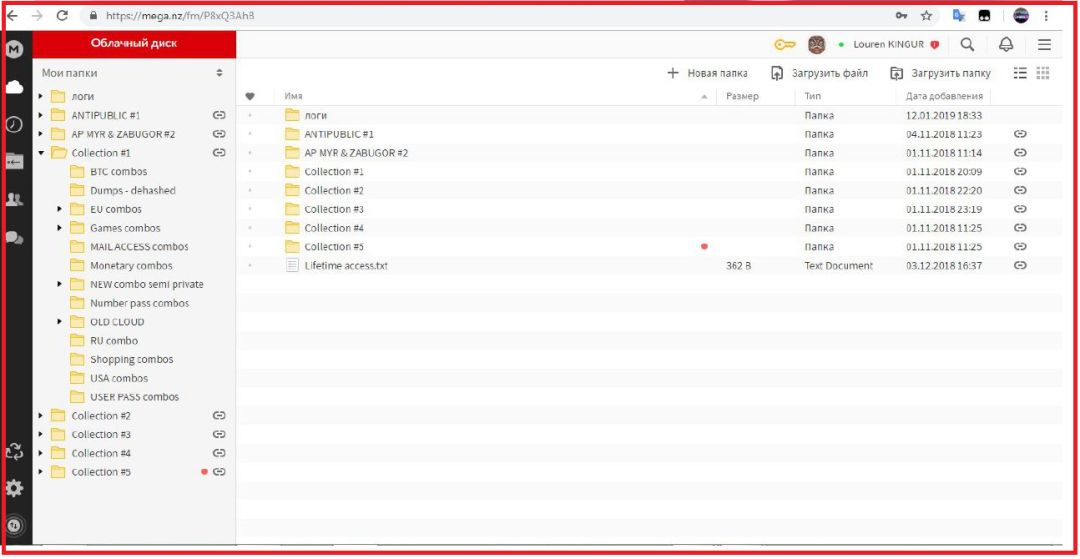 https://mega.nz/fm/P8xQ3Ah8
Облачный диск
Louren KINGUR
Мои папки
Новая папка
Загрузить файл
Загрузить папку
Имя
Размер
Тип
Дата добавления
логи
ANTIPUBLIC #1
AP MYR & ZABUGOR #2
Collection #1
BTC combos
Dumps - dehashed
EU combos
Games combos
MAIL ACCESS combos
Monetary combos
NEW combo semi private
Number pass combos
OLD CLOUD
RU combo
Shopping combos
USA combos
USER PASS combos
Collection #2
Collection #3
Collection #4
Collection #5
логи Папка 12.01.2019 18:33
ANTIPUBLIC #1 Папка 04.11.2018 11:23
AP MYR & ZABUGOR #2 Папка 01.11.2018 11:14
Collection #1 Папка 01.11.2018 20:09
Collection #2 Папка 01.11.2018 22:20
Collection #3 Папка 01.11.2018 23:19
Collection #4 Папка 01.11.2018 11:25
Collection #5 Папка 01.11.2018 11:25
Lifetime access.txt 362 B Text Document 03.12.2018 16:37